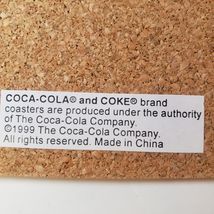 COCA-COLA® and COKE® brand
coasters are produced under the authority
of The Coca-Cola Company.
©1999 The Coca-Cola Company.
All rights reserved. Made in China